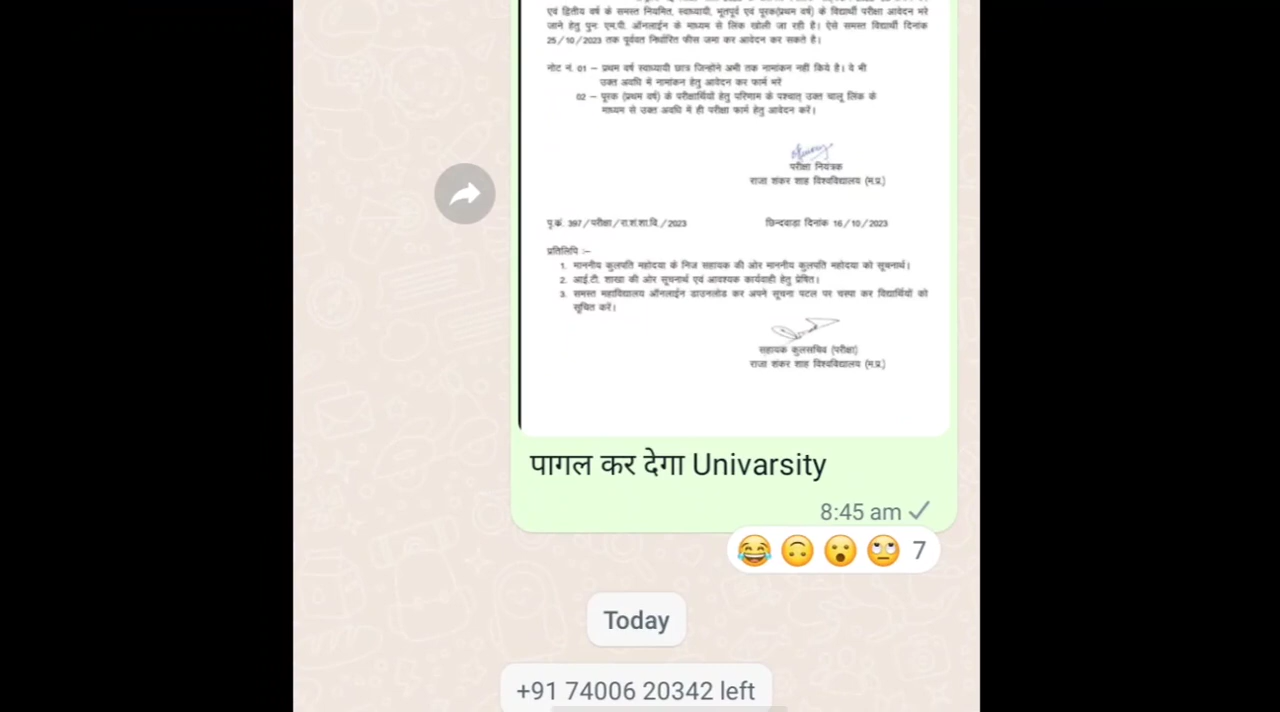 एवं द्वितीय वर्ष के समस्त नियमित, स्वाध्यायी, भूतपूर्व एवं पूरक(प्रथम वर्ष) के विद्यार्थी परीक्षा आवेदन भरे
जाने हेतु पुनः एम.पी. ऑनलाईन के माध्यम से लिंक खोली जा रही है। ऐसे समस्त विद्यार्थी दिनांक
25/10/2023 तक पूर्ववत निर्धारित फीस जमा कर आवेदन कर सकते है।
नोट नं. 01 – प्रथम वर्ष स्वाध्यायी छात्र जिन्होने अभी तक नामांकन नहीं किये है। वे भी
उक्त अवधि में नामांकन हेतु आवेदन कर फार्म भरे
02 – पूरक (प्रथम वर्ष) के परीक्षार्थियों हेतु परिणाम के पश्चात् उक्त चालू लिंक के
माध्यम से उक्त अवधि में ही परीक्षा फार्म हेतु आवेदन करें।
परीक्षा नियंत्रक
राजा शंकर शाह विश्वविद्यालय (म.प्र.)
पृ.क्रं. 397/परीक्षा/रा.शं.शा.वि./2023 छिन्दवाड़ा दिनांक 16/10/2023
प्रतिलिपि :–
1. माननीय कुलपति महोदया के निज सहायक की ओर माननीय कुलपति महोदया को सूचनार्थ।
2. आई.टी. शाखा की ओर सूचनार्थ एवं आवश्यक कार्यवाही हेतु प्रेषित।
3. समस्त महाविद्यालय ऑनलाईन डाउनलोड कर अपने सूचना पटल पर चस्पा कर विद्यार्थियों को
सूचित करें।
सहायक कुलसचिव (परीक्षा)
राजा शंकर शाह विश्वविद्यालय (म.प्र.)
पागल कर देगा Univarsity
8:45 am
7
Today
+91 74006 20342 left